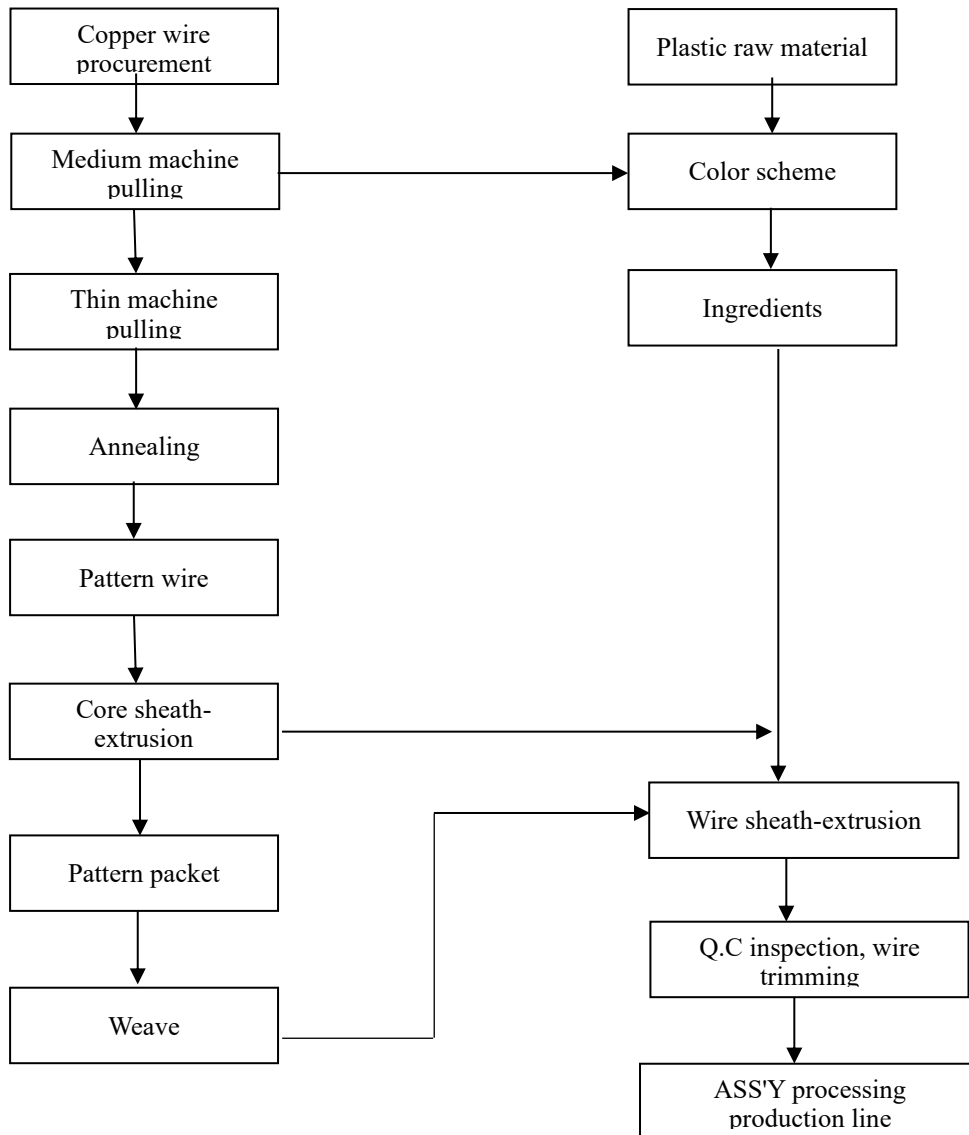 Copper wire
procurement
Medium machine
pulling
Thin machine
pulling
Annealing
Pattern wire
Core sheath-
extrusion
Pattern packet
Weave
Plastic raw material
Color scheme
Ingredients
Wire sheath-extrusion
Q.C inspection, wire
trimming
ASS'Y processing
production line